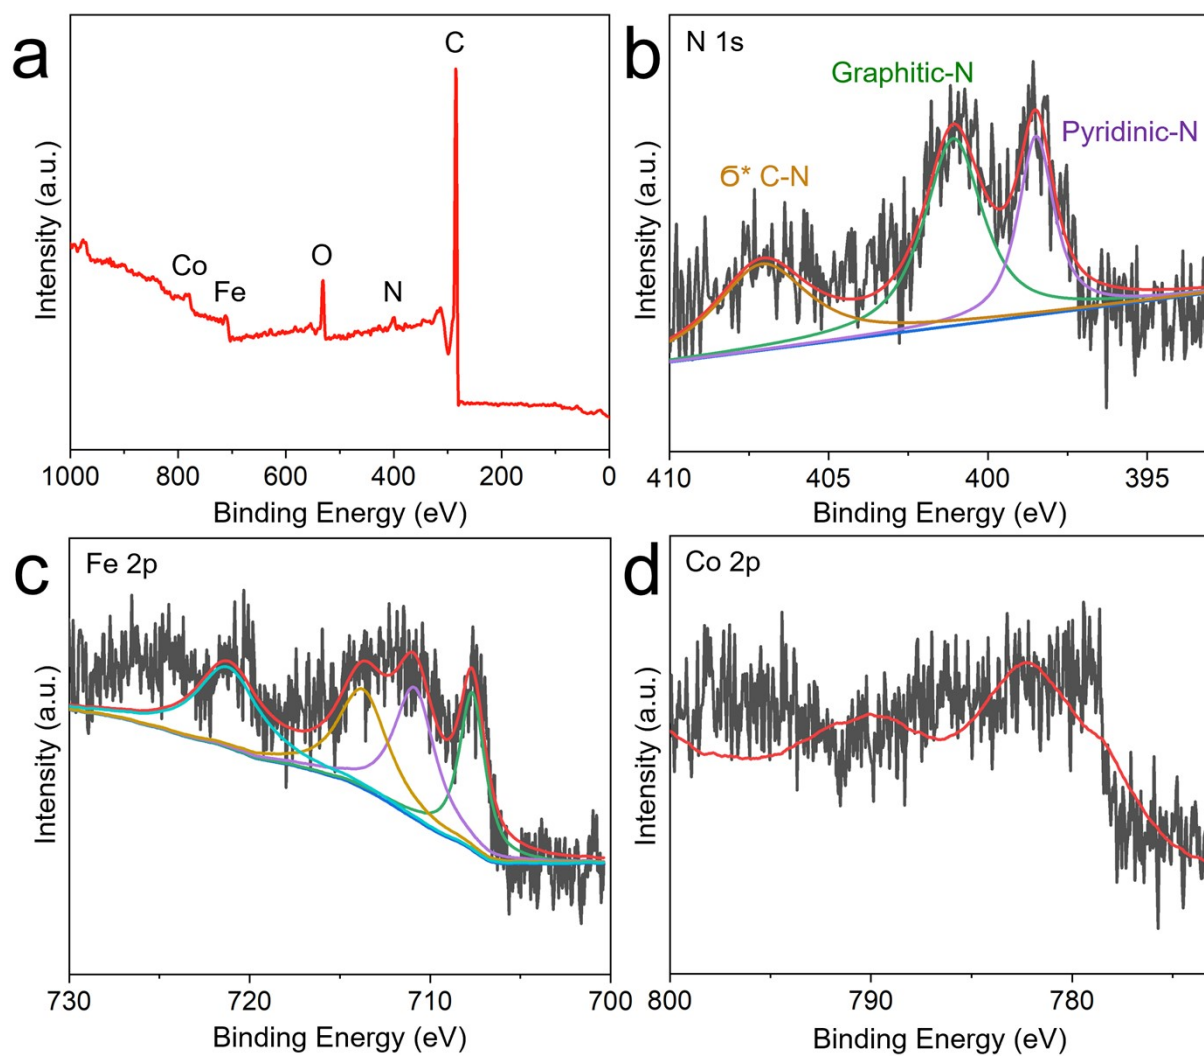 a
C
Co
Fe
O
N
Intensity (a.u.)
1000 800 600 400 200 0
Binding Energy (eV)
b
N 1s
Graphitic-N
Pyridinic-N
Ϭ* C-N
Intensity (a.u.)
410 405 400 395
Binding Energy (eV)
c
Fe 2p
Intensity (a.u.)
730 720 710 700
Binding Energy (eV)
d
Co 2p
Intensity (a.u.)
800 790 780
Binding Energy (eV)